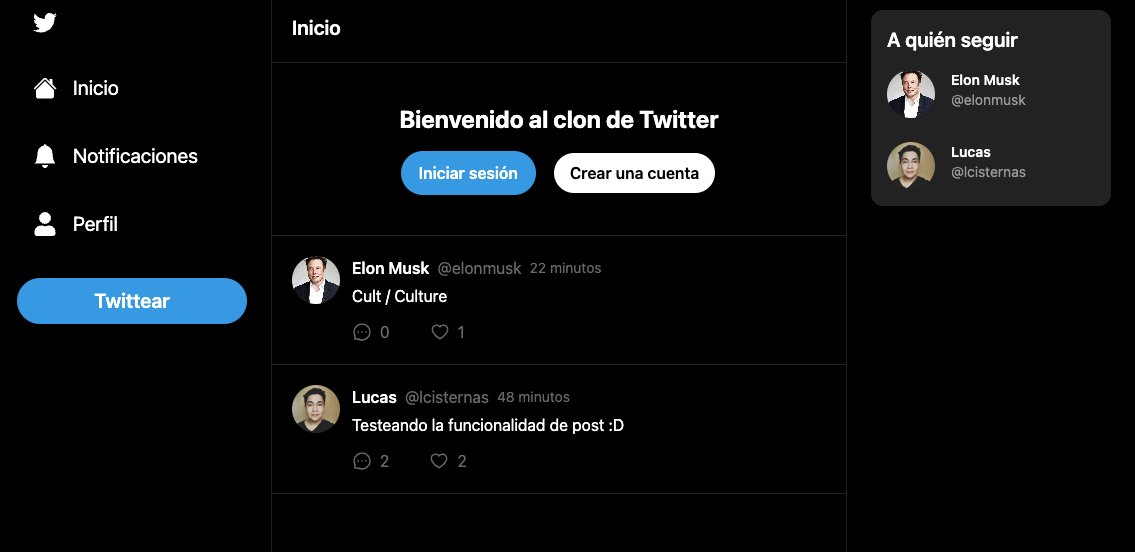 Inicio
Notificaciones
Perfil
Twittear
Inicio
Bienvenido al clon de Twitter
Iniciar sesión Crear una cuenta
Elon Musk @elonmusk 22 minutos
Cult / Culture
0 1
Lucas @lcisternas 48 minutos
Testeando la funcionalidad de post :D
2 2
A quién seguir
Elon Musk
@elonmusk
Lucas
@lcisternas